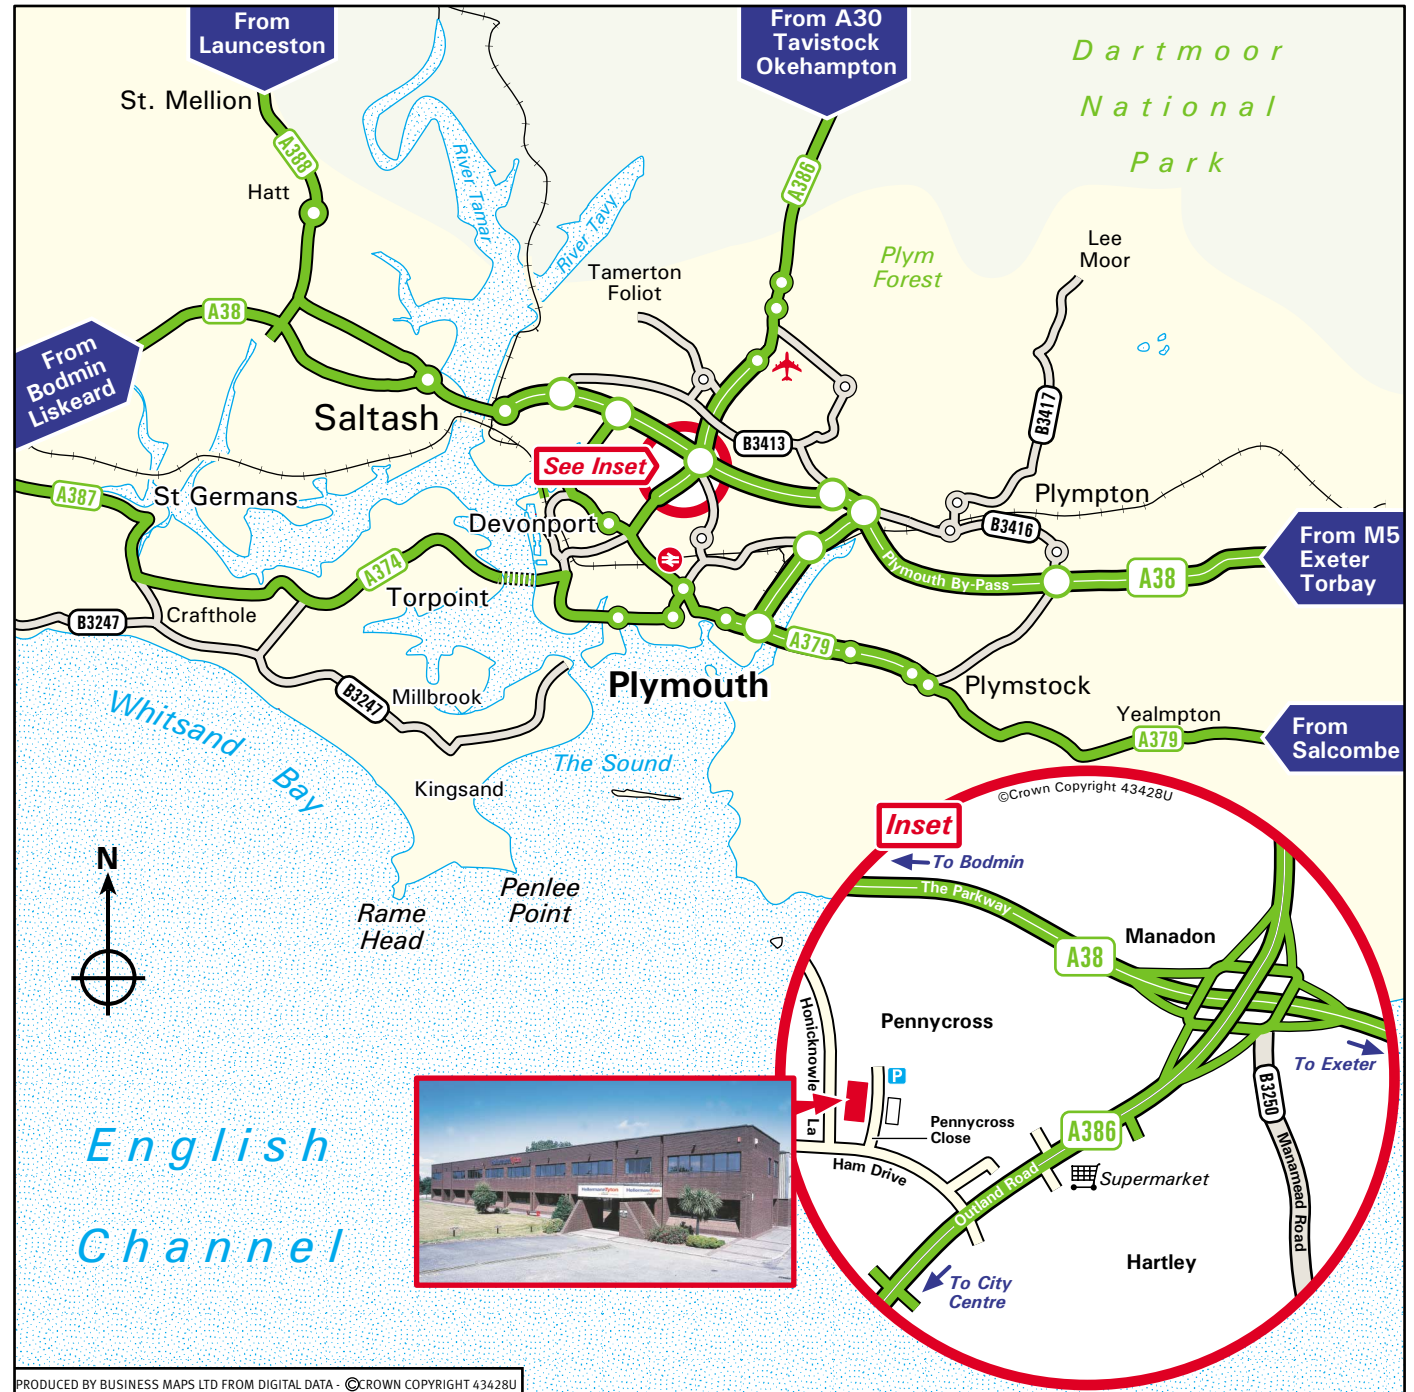 From
Launceston
From A30
Tavistock
Okehampton
Dartmoor
National
Park
St. Mellion
A388
Hatt
River Tamar
River Tavy
A386
Plym
Forest
Lee
Moor
Tamerton
Foliot
A38
From
Bodmin
Liskeard
Saltash
B3413
B3417
See Inset
A387
St Germans
Devonport
Plympton
B3416
From M5
Exeter
Torbay
A374
Torpoint
Plymouth By-Pass
A38
B3247
Crafthole
A379
Plymouth
Plymstock
B3247
Millbrook
Yealmpton
A379
From
Salcombe
Whitsand
Bay
The Sound
Kingsand
©Crown Copyright 43428U
Inset
To Bodmin
N
The Parkway
Penlee
Point
Rame
Head
A38
Manadon
Honicknowle La
Pennycross
To Exeter
P
B3250
Pennycross
Close
A386
English
Channel
Ham Drive
Supermarket
Manamead Road
Outland Road
Hartley
To City
Centre
PRODUCED BY BUSINESS MAPS LTD FROM DIGITAL DATA - ©CROWN COPYRIGHT 43428U